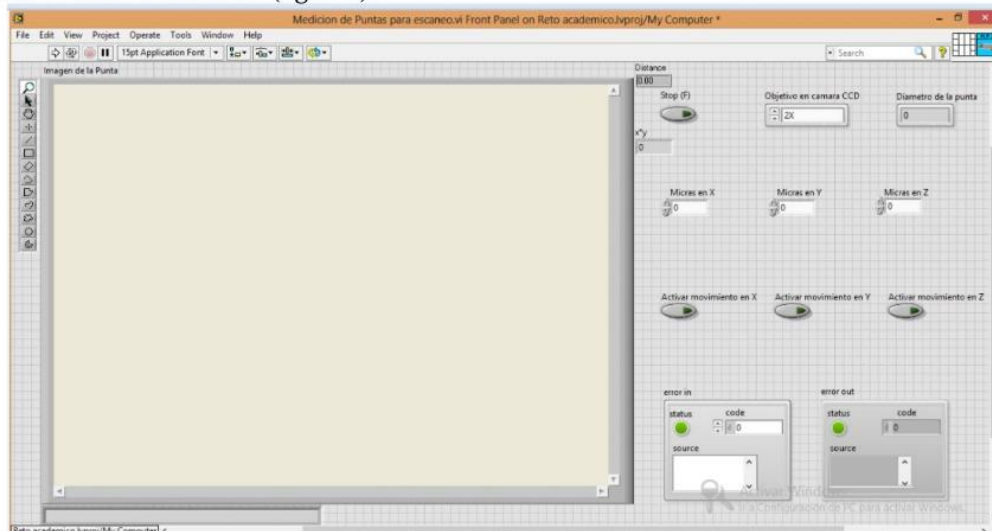 Medicion de Puntas para escaneo.vi Front Panel on Reto academico.lvproj/My Computer *
File Edit View Project Operate Tools Window Help
15pt Application Font
Search
Imagen de la Punta
Distance
0.00
Stop (F)
Objetivo en camara CCD
Diametro de la punta
2X
0
x*y
0
Micras en X
Micras en Y
Micras en Z
0
0
0
Activar movimiento en X
Activar movimiento en Y
Activar movimiento en Z
error in
error out
status
code
status
code
0
0
source
source
Activar Windows
Ir a Configuración de PC para activar Windows.
Reto academico.lvproj/My Computer